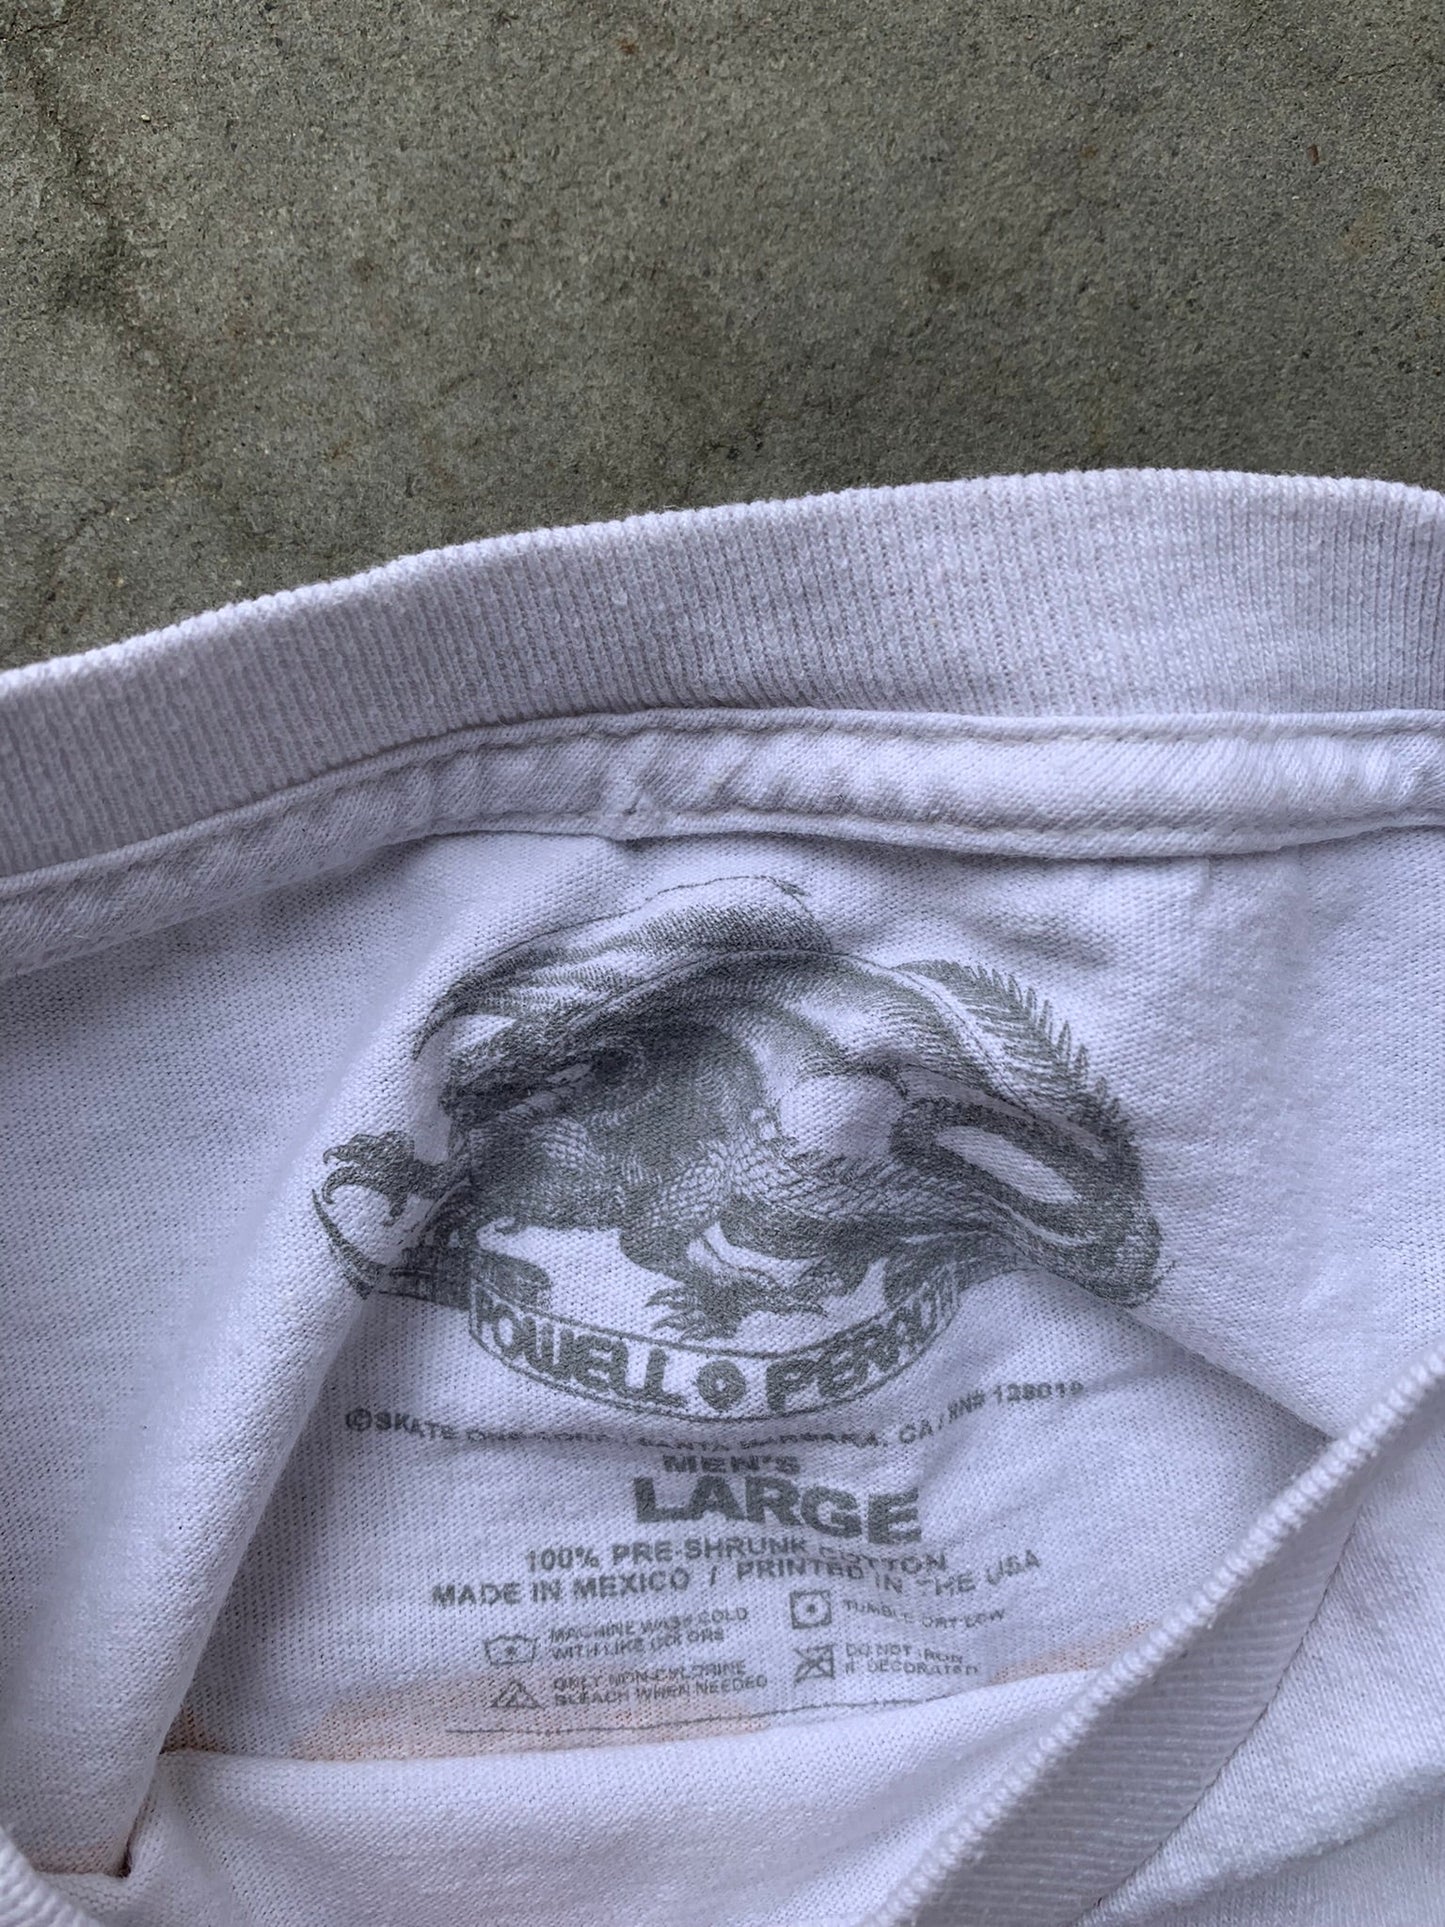 POWELL PERALTA
©SKATE ONE CORP. / SANTA BARBARA, CA / RN# 128019
MEN'S
LARGE
100% PRE-SHRUNK COTTON
MADE IN MEXICO / PRINTED IN THE USA
MACHINE WASH COLD
WITH LIKE COLORS
TUMBLE DRY LOW
ONLY NON-CHLORINE
BLEACH WHEN NEEDED
DO NOT IRON
IF DECORATED